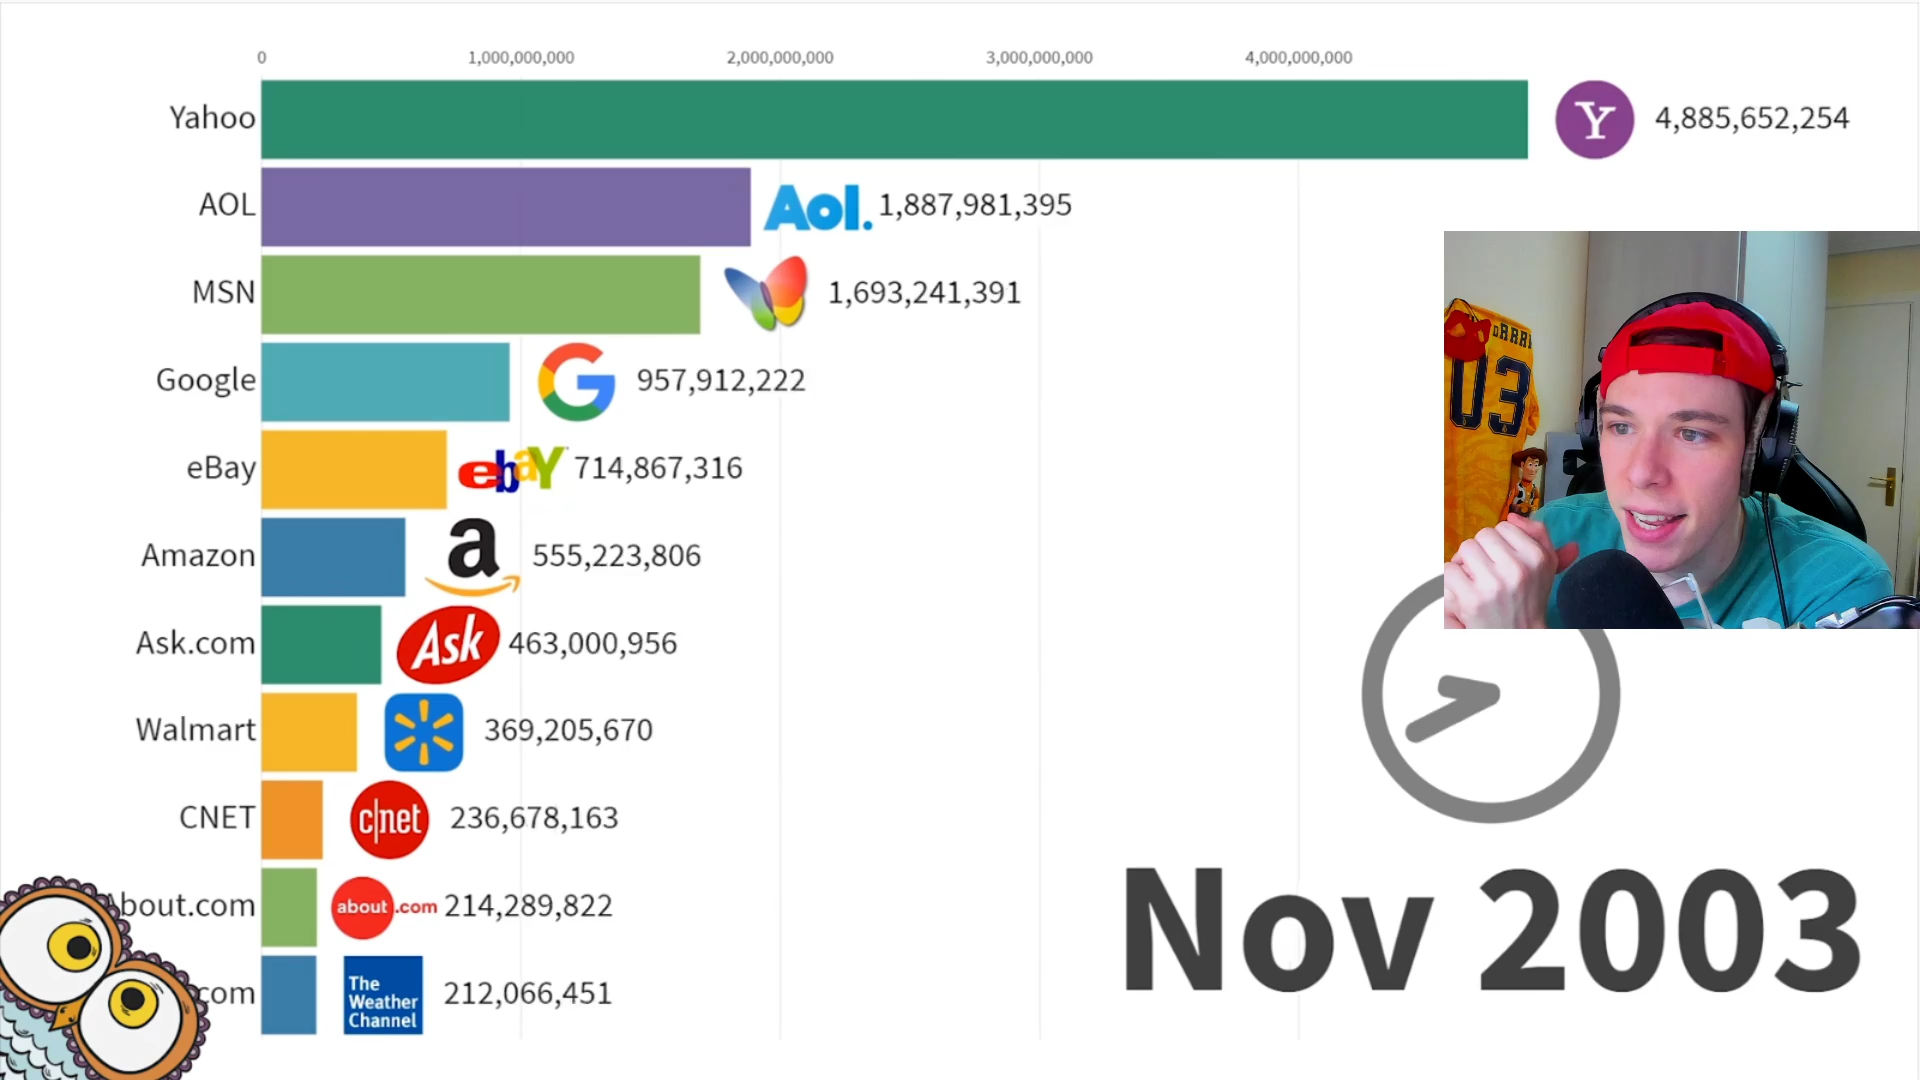 0 1,000,000,000 2,000,000,000 3,000,000,000 4,000,000,000
Yahoo Y 4,885,652,254
AOL Aol. 1,887,981,395
MSN 1,693,241,391
Google G 957,912,222
eBay ebaY 714,867,316
Amazon a 555,223,806
Ask.com Ask 463,000,956
Walmart 369,205,670
CNET c|net 236,678,163
bout.com about.com 214,289,822
.com The Weather Channel 212,066,451
03
Nov 2003